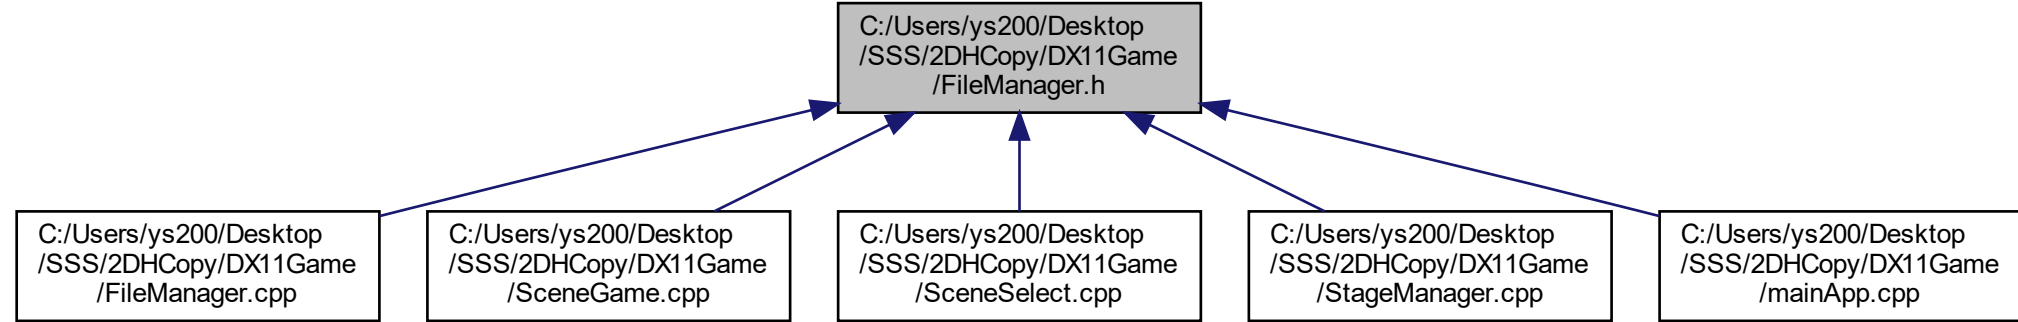 C:/Users/ys200/Desktop
/SSS/2DHCopy/DX11Game
/FileManager.h
C:/Users/ys200/Desktop
/SSS/2DHCopy/DX11Game
/FileManager.cpp
C:/Users/ys200/Desktop
/SSS/2DHCopy/DX11Game
/SceneGame.cpp
C:/Users/ys200/Desktop
/SSS/2DHCopy/DX11Game
/SceneSelect.cpp
C:/Users/ys200/Desktop
/SSS/2DHCopy/DX11Game
/StageManager.cpp
C:/Users/ys200/Desktop
/SSS/2DHCopy/DX11Game
/mainApp.cpp